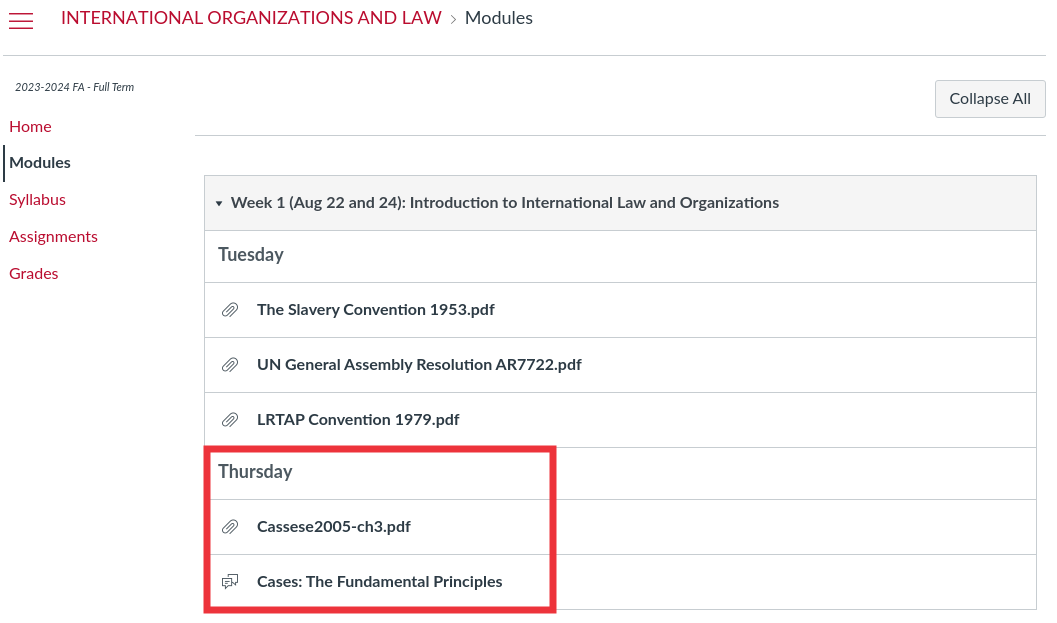 INTERNATIONAL ORGANIZATIONS AND LAW > Modules
2023-2024 FA - Full Term
Collapse All
Home
Modules
Syllabus
Assignments
Grades
Week 1 (Aug 22 and 24): Introduction to International Law and Organizations
Tuesday
The Slavery Convention 1953.pdf
UN General Assembly Resolution AR7722.pdf
LRTAP Convention 1979.pdf
Thursday
Cassese2005-ch3.pdf
Cases: The Fundamental Principles